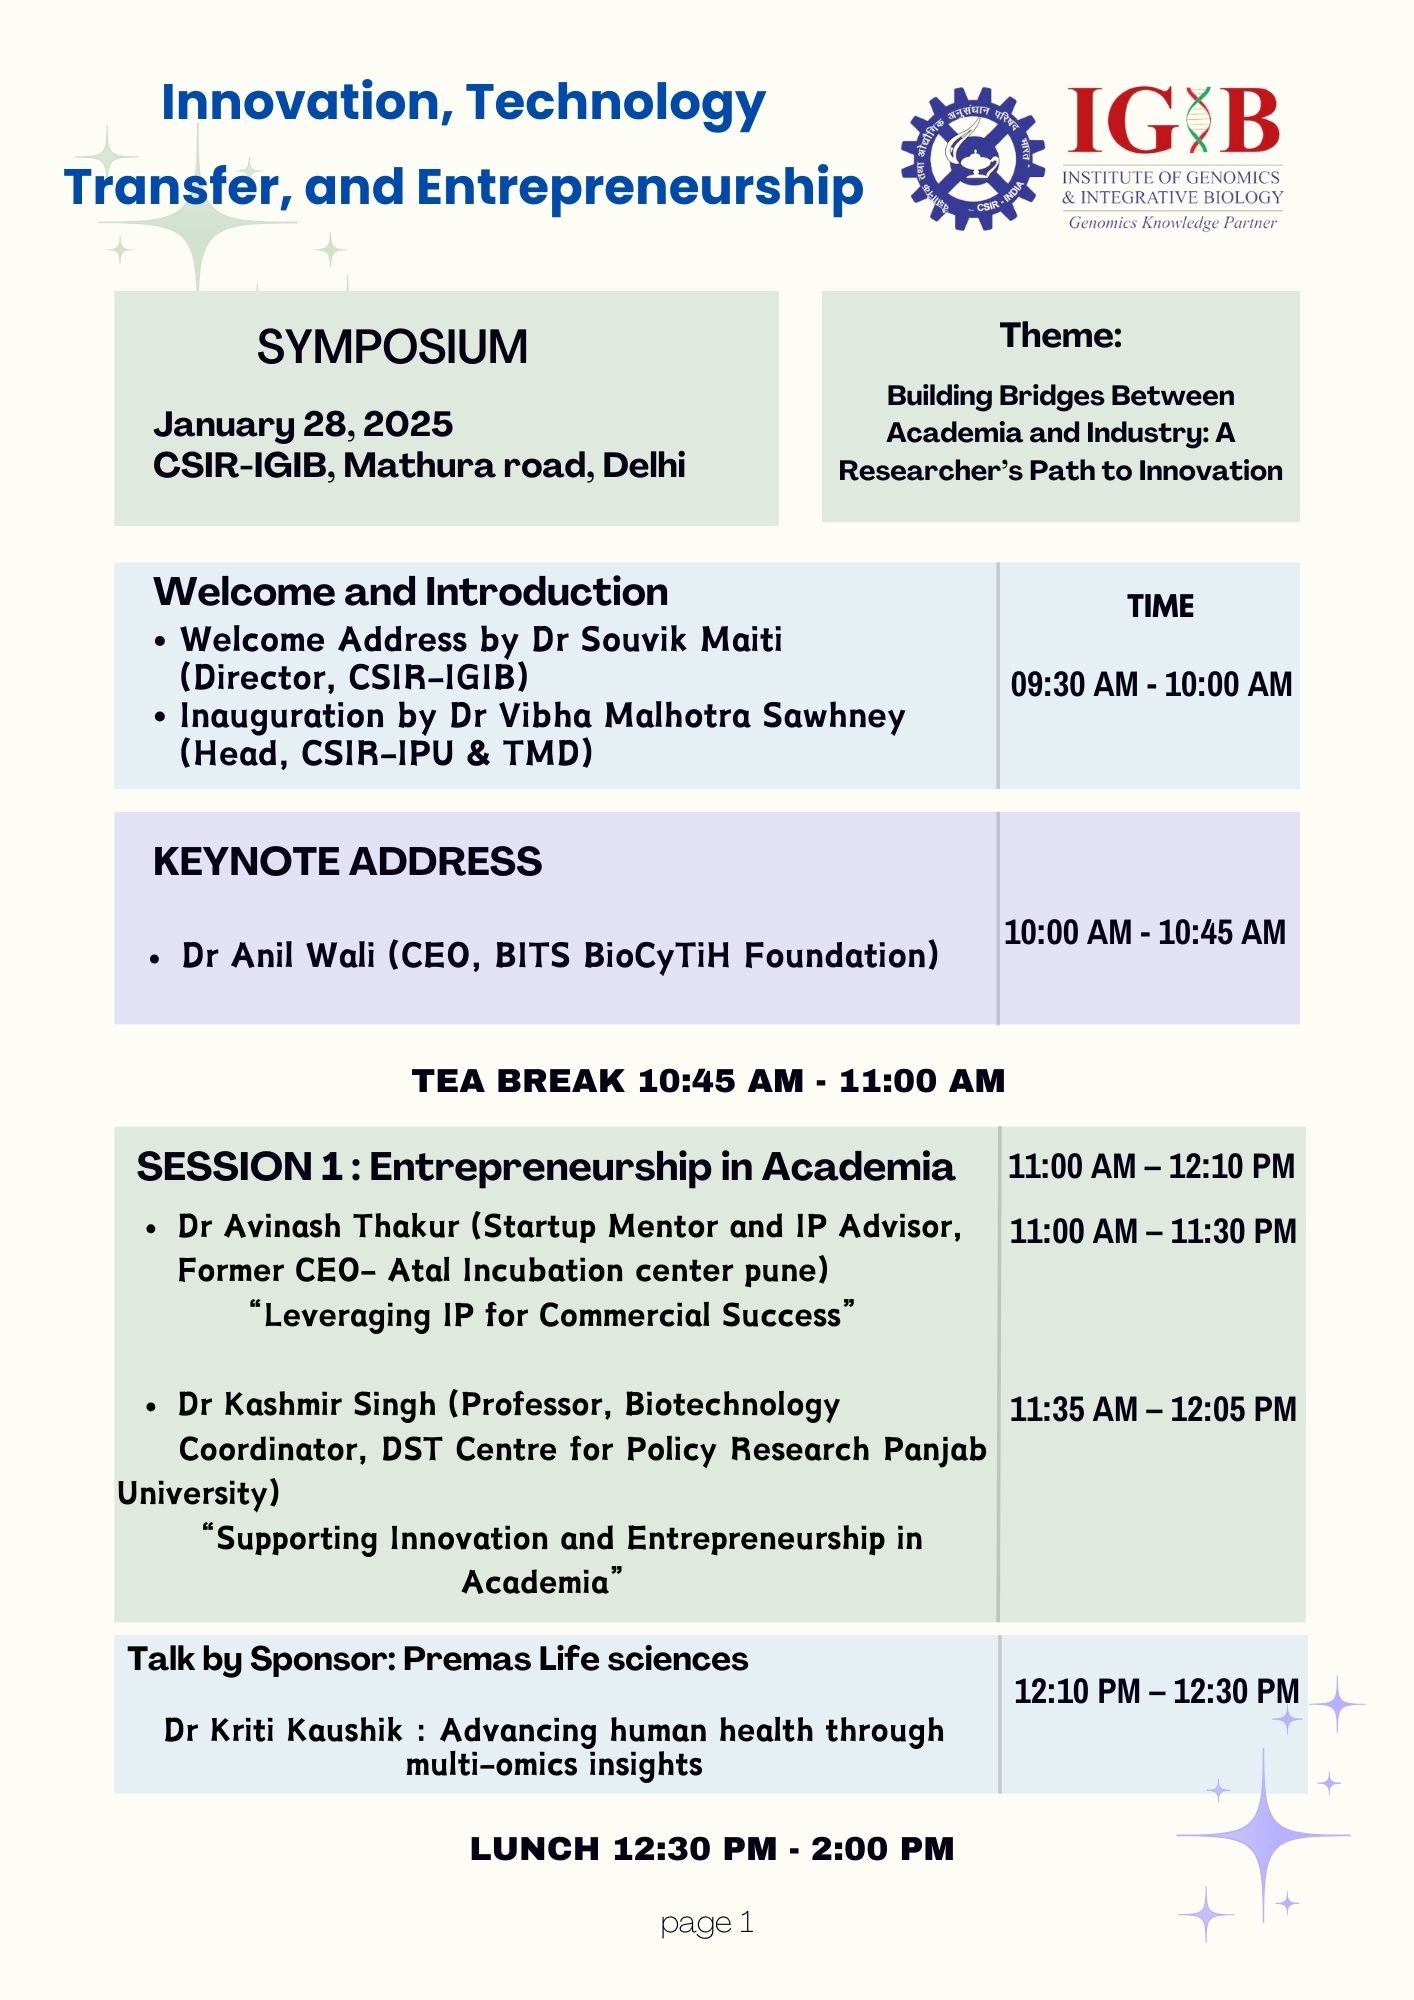 Innovation, Technology
Transfer, and Entrepreneurship
वैज्ञानिक तथा औद्योगिक अनुसंधान परिषद भारत
CSIR - INDIA
IGIB
INSTITUTE OF GENOMICS
& INTEGRATIVE BIOLOGY
Genomics Knowledge Partner
SYMPOSIUM
January 28, 2025
CSIR-IGIB, Mathura road, Delhi
Theme:
Building Bridges Between
Academia and Industry: A
Researcher’s Path to Innovation
Welcome and Introduction
• Welcome Address by Dr Souvik Maiti
(Director, CSIR-IGIB)
• Inauguration by Dr Vibha Malhotra Sawhney
(Head, CSIR-IPU & TMD)
TIME
09:30 AM - 10:00 AM
KEYNOTE ADDRESS
• Dr Anil Wali (CEO, BITS BioCyTiH Foundation)
10:00 AM - 10:45 AM
TEA BREAK 10:45 AM - 11:00 AM
SESSION 1 : Entrepreneurship in Academia
11:00 AM – 12:10 PM
• Dr Avinash Thakur (Startup Mentor and IP Advisor,
11:00 AM – 11:30 PM
Former CEO- Atal Incubation center pune)
“Leveraging IP for Commercial Success”
• Dr Kashmir Singh (Professor, Biotechnology
11:35 AM – 12:05 PM
Coordinator, DST Centre for Policy Research Panjab
University)
“Supporting Innovation and Entrepreneurship in
Academia”
Talk by Sponsor: Premas Life sciences
12:10 PM – 12:30 PM
Dr Kriti Kaushik : Advancing human health through
multi-omics insights
LUNCH 12:30 PM - 2:00 PM
page 1